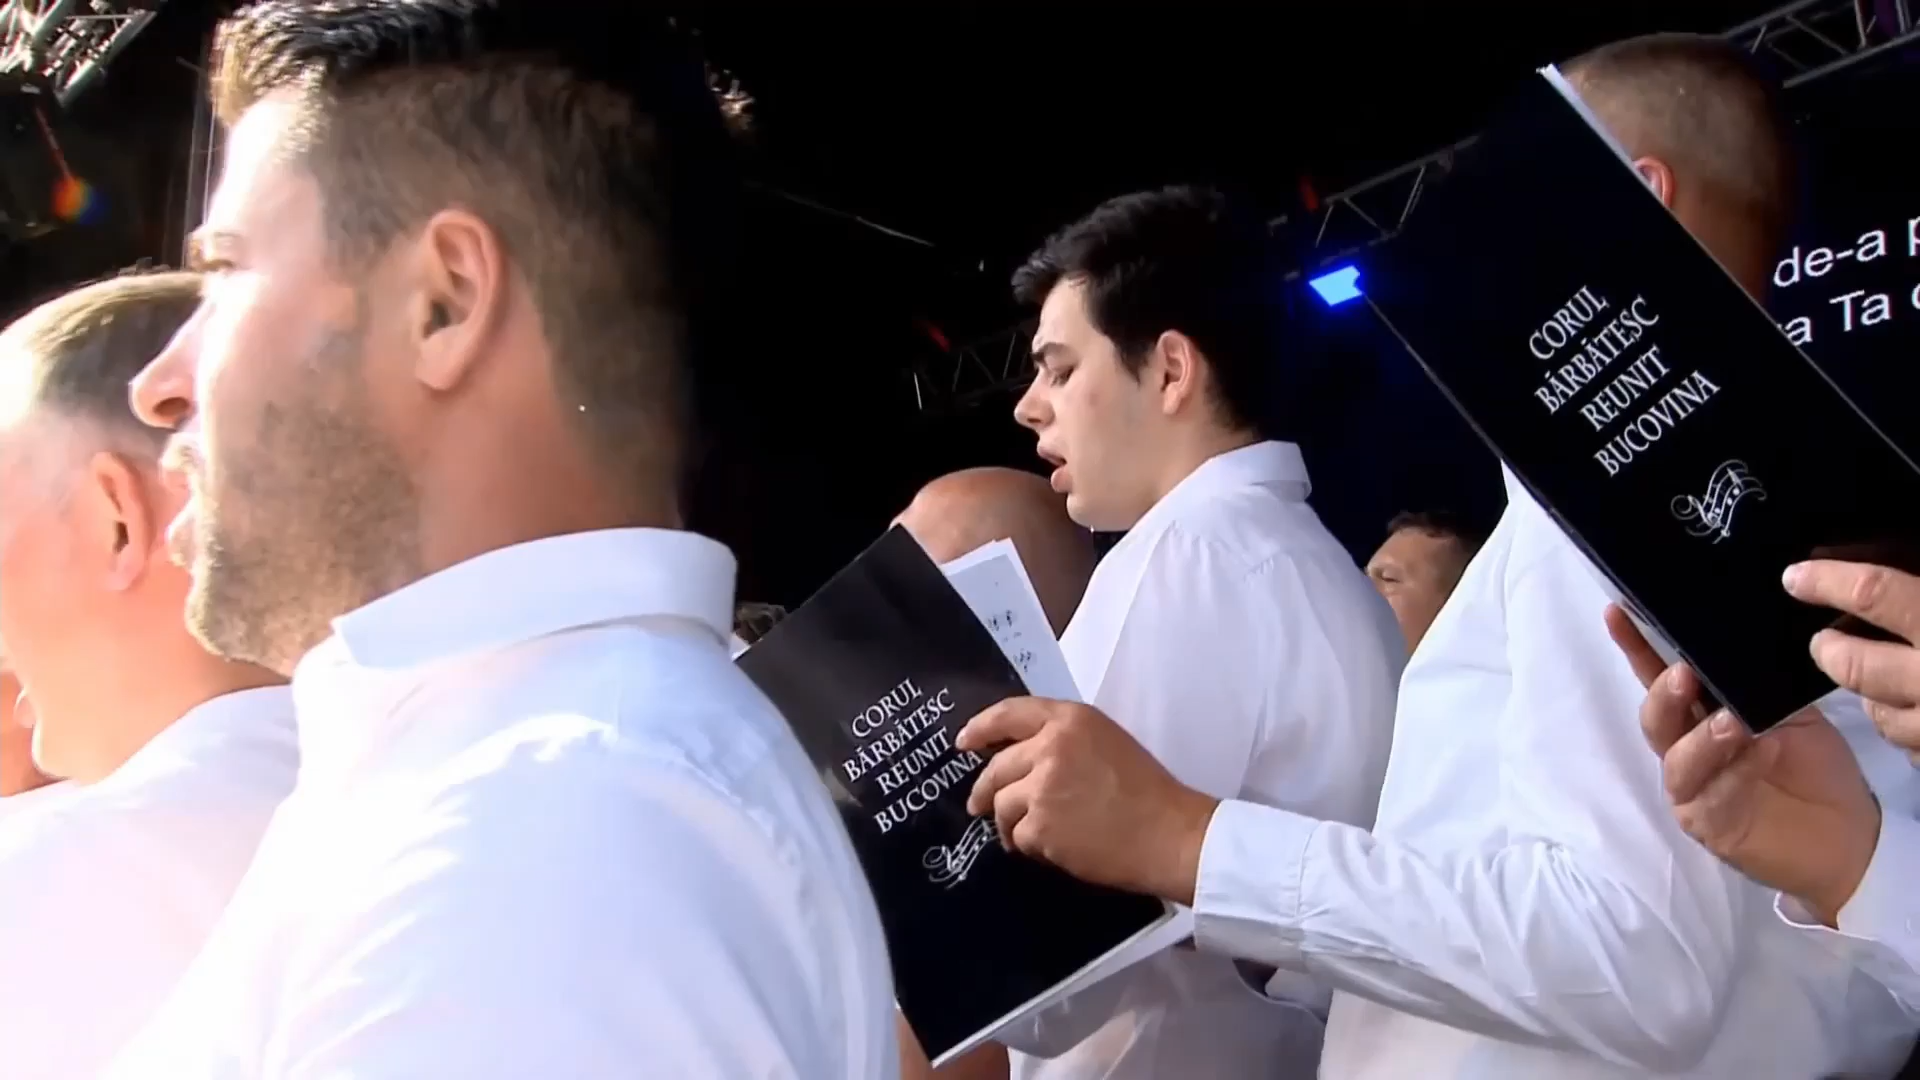 CORUL
BĂRBĂTESC
REUNIT
BUCOVINA
CORUL
BĂRBĂTESC
REUNIT
BUCOVINA
de-a
Ta